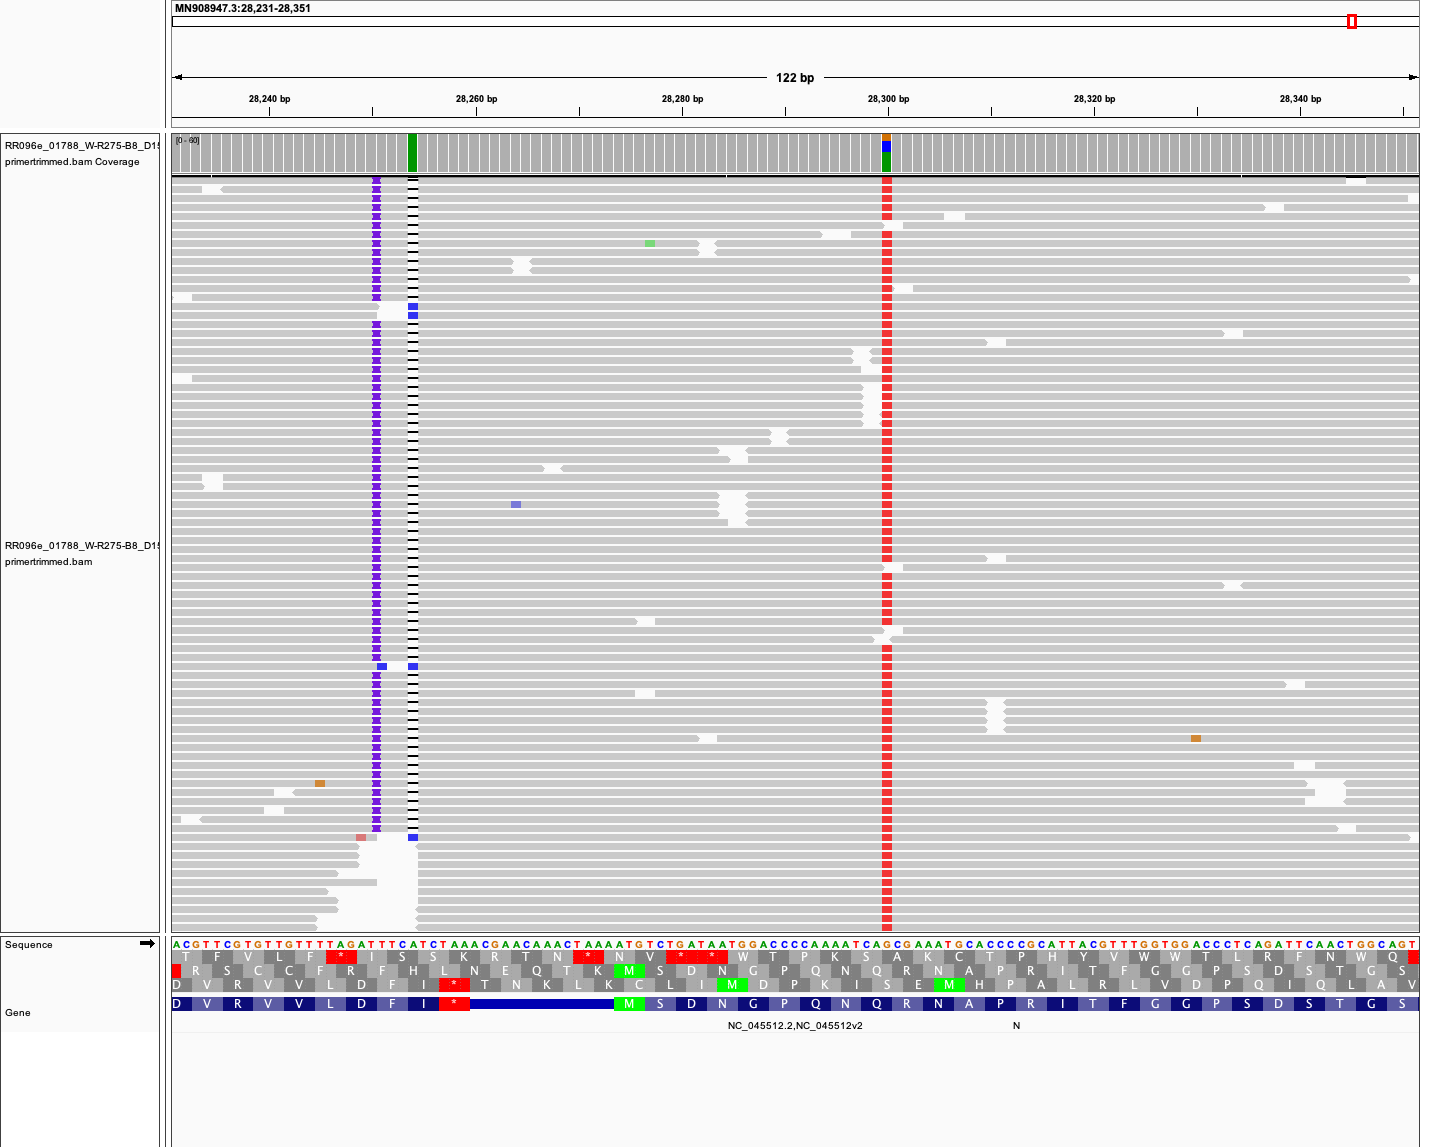 MN908947.3:28,231-28,351
122 bp
28,240 bp 28,260 bp 28,280 bp 28,300 bp 28,320 bp 28,340 bp
RR096e_01788_W-R275-B8_D15
primertrimmed.bam Coverage
[0 - 60]
RR096e_01788_W-R275-B8_D15
primertrimmed.bam
Sequence
ACGTTCGTGTTGTTTTAGATTTCATCTAAACGAACAAACTAAAATGTCTGATAATGGACCCCAAAATCAGCGAAATGCACCCCGCATTACGTTTGGTGGACCCTCAGATTCAACTGGCAGT
T F V L F * I S S K R T N * N V * * W T P K S A K C T P H Y V W W T L R F N W Q
R S C C F R F H L N E Q T K M S D N G P Q N Q R N A P R I T F G G P S D S T G S
D V R V V L D F I * T N K L K C L I M D P K I S E M H P A L R L V D P Q I Q L A V
Gene
D V R V V L D F I * M S D N G P Q N Q R N A P R I T F G G P S D S T G S
NC_045512.2,NC_045512v2 N